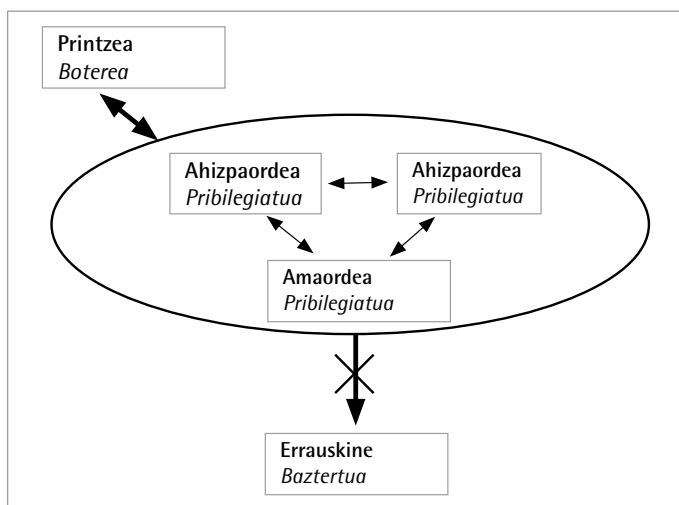 Printzea
Boterea
Ahizpaordea
Pribilegiatua
Ahizpaordea
Pribilegiatua
Amaordea
Pribilegiatua
Errauskine
Baztertua